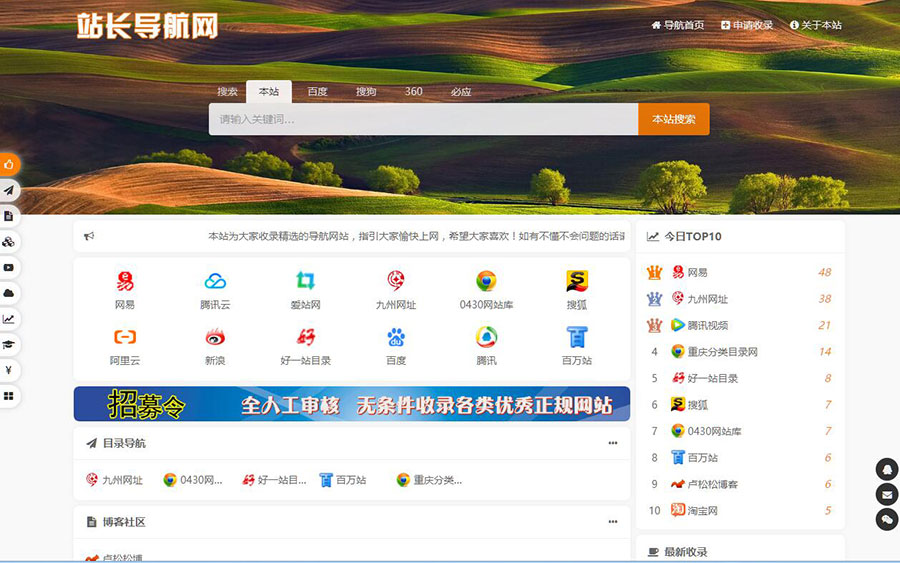 站长导航网
导航首页 申请收录 关于本站
搜索 本站 百度 搜狗 360 必应
请输入关键词... 本站搜索
本站为大家收录精选的导航网站，指引大家愉快上网，希望大家喜欢！如有不懂不会问题的话请
网易 腾讯云 爱站网 九州网址 0430网站库 搜狐
阿里云 新浪 好一站目录 百度 腾讯 百万站
招募令 全人工审核 无条件收录各类优秀正规网站
目录导航
九州网址 0430网... 好一站目... 百万站 重庆分类...
博客社区
卢松松博
今日TOP10
网易 48
九州网址 38
腾讯视频 21
4 重庆分类目录网 14
5 好一站目录 8
6 搜狐 7
7 0430网站库 7
8 百万站 6
9 卢松松博客 6
10 淘 淘宝网 5
最新收录